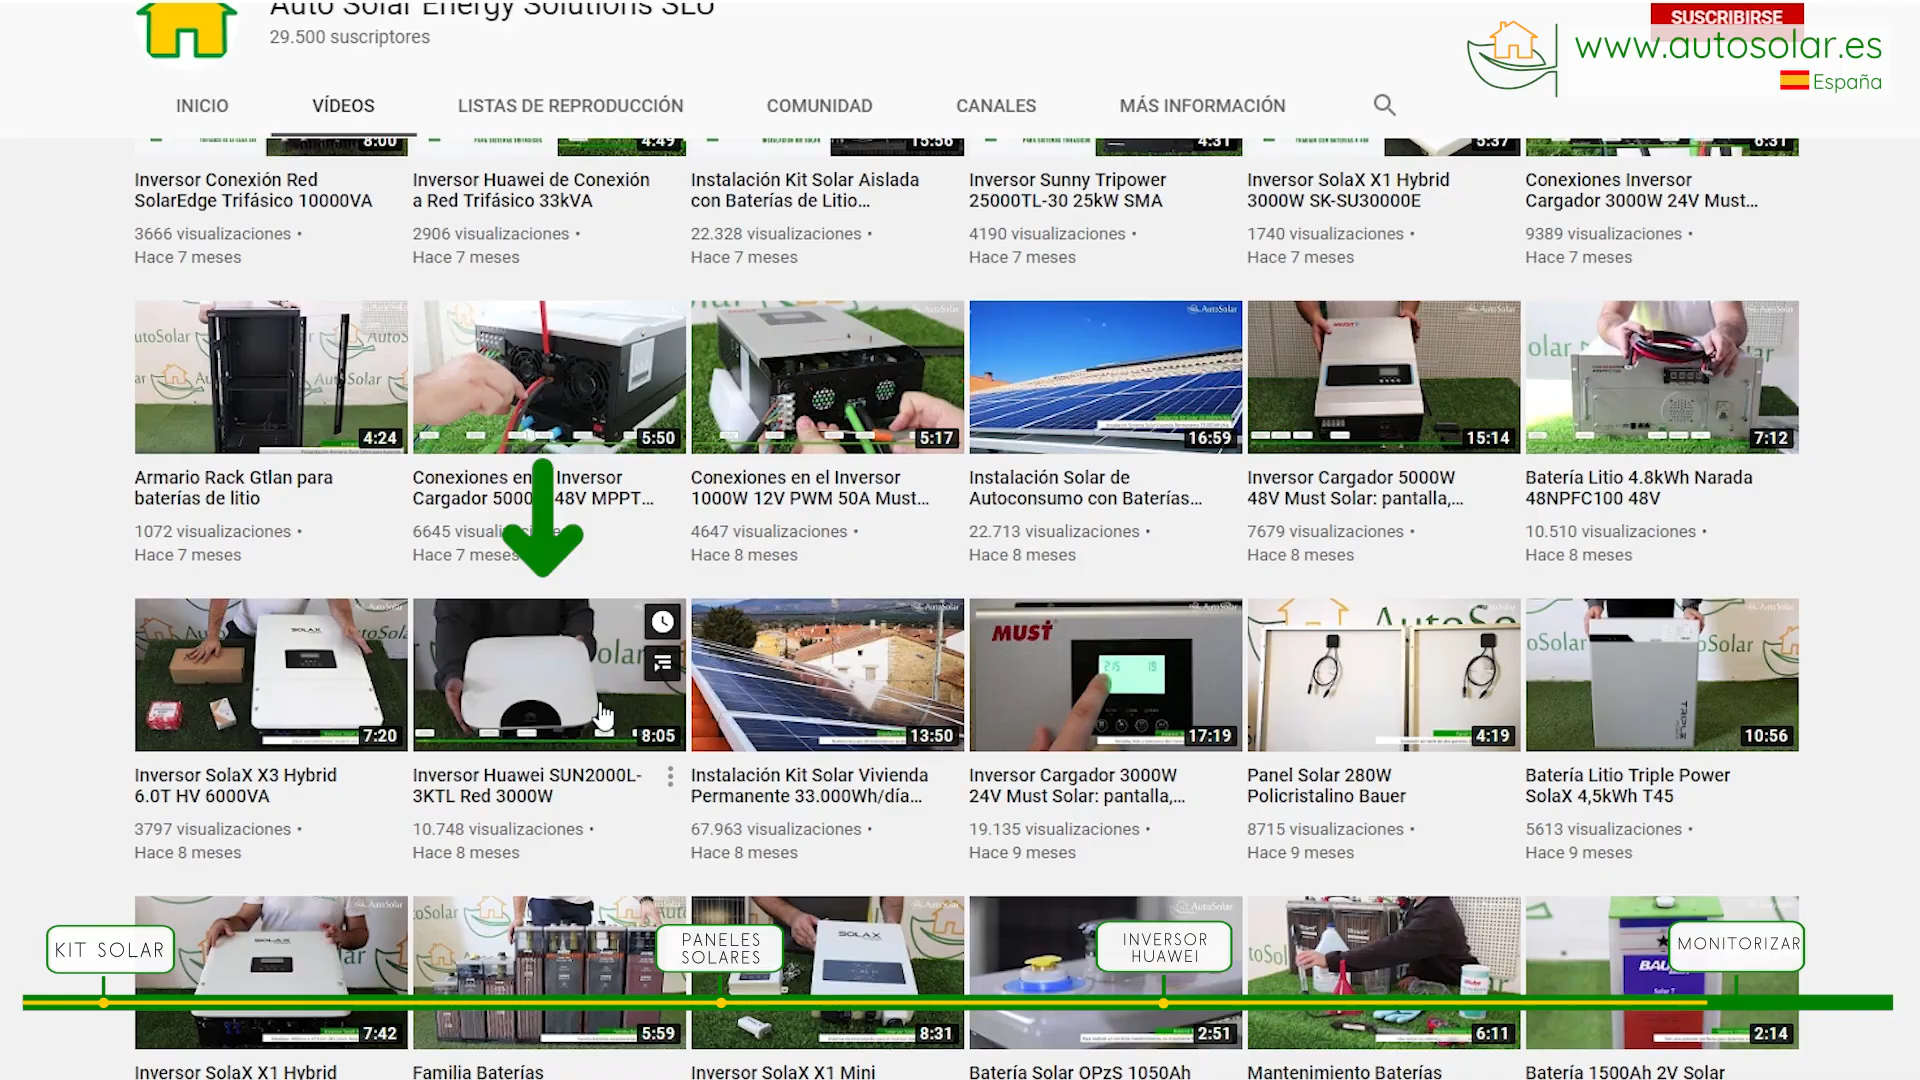 Auto Solar Energy Solutions SLU
29.500 suscriptores
SUSCRIBIRSE
www.autosolar.es
España
INICIO
VÍDEOS
LISTAS DE REPRODUCCIÓN
COMUNIDAD
CANALES
MÁS INFORMACIÓN
8:00
4:49
15:56
4:31
5:37
6:31
Inversor Conexión Red
SolarEdge Trifásico 10000VA
3666 visualizaciones •
Hace 7 meses
Inversor Huawei de Conexión
a Red Trifásico 33kVA
2906 visualizaciones •
Hace 7 meses
Instalación Kit Solar Aislada
con Baterías de Litio...
22.328 visualizaciones •
Hace 7 meses
Inversor Sunny Tripower
25000TL-30 25kW SMA
4190 visualizaciones •
Hace 7 meses
Inversor SolaX X1 Hybrid
3000W SK-SU30000E
1740 visualizaciones •
Hace 7 meses
Conexiones Inversor
Cargador 3000W 24V Must...
9389 visualizaciones •
Hace 7 meses
4:24
5:50
5:17
AutoSolar
16:59
MUST
15:14
7:12
Armario Rack Gtlan para
baterías de litio
1072 visualizaciones •
Hace 7 meses
Conexiones en Inversor
Cargador 5000 48V MPPT...
6645
Hace 7 meses
Conexiones en el Inversor
1000W 12V PWM 50A Must...
4647 visualizaciones •
Hace 8 meses
Instalación Solar de
Autoconsumo con Baterías...
22.713 visualizaciones •
Hace 8 meses
Inversor Cargador 5000W
48V Must Solar: pantalla,...
7679 visualizaciones •
Hace 8 meses
Batería Litio 4.8kWh Narada
48NPFC100 48V
10.510 visualizaciones •
Hace 8 meses
SOLAX
7:20
8:05
AutoSolar
13:50
MUST
17:19
4:19
10:56
Inversor SolaX X3 Hybrid
6.0T HV 6000VA
3797 visualizaciones •
Hace 8 meses
Inversor Huawei SUN2000L-
3KTL Red 3000W
10.748 visualizaciones •
Hace 8 meses
Instalación Kit Solar Vivienda
Permanente 33.000Wh/día...
67.963 visualizaciones •
Hace 8 meses
Inversor Cargador 3000W
24V Must Solar: pantalla,...
19.135 visualizaciones •
Hace 9 meses
Panel Solar 280W
Policristalino Bauer
8715 visualizaciones •
Hace 9 meses
Batería Litio Triple Power
SolaX 4,5kWh T45
5613 visualizaciones •
Hace 9 meses
KIT SOLAR
PANELES
SOLARES
INVERSOR
HUAWEI
MONITORIZAR
SOLAX
SOLAX
AutoSolar
7:42
5:59
8:31
2:51
6:11
2:14
Inversor SolaX X1 Hybrid
Familia Baterías
Inversor SolaX X1 Mini
Batería Solar OPzS 1050Ah
Mantenimiento Baterías
Batería 1500Ah 2V Solar